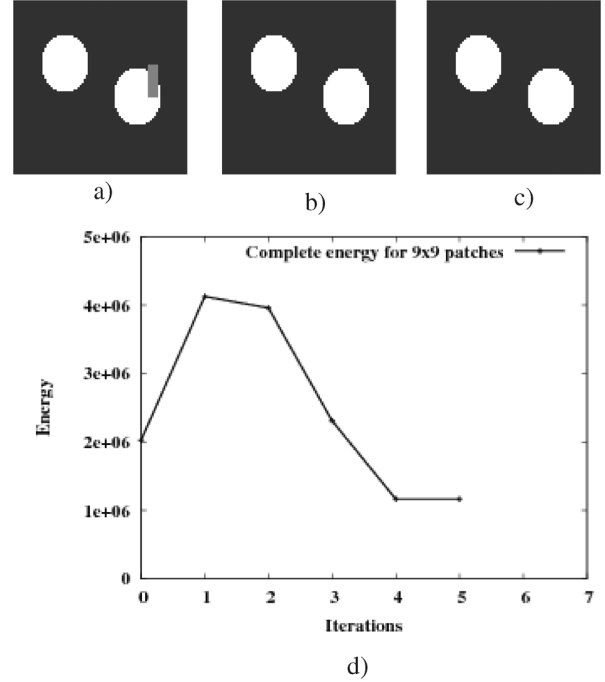 a)
b)
c)
Complete energy for 9x9 patches
5e+06
4e+06
3e+06
2e+06
1e+06
0
Energy
0 1 2 3 4 5 6 7
Iterations
d)